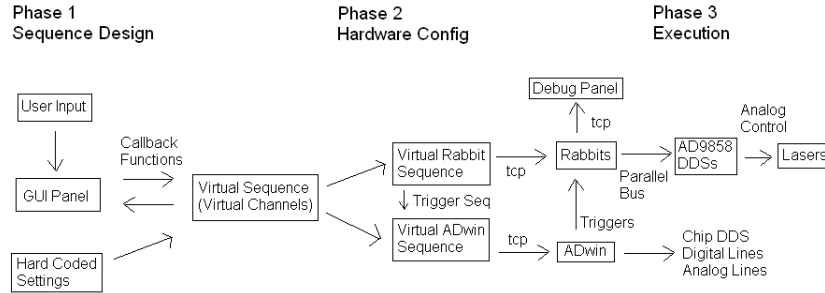 Phase 1
Sequence Design
Phase 2
Hardware Config
Phase 3
Execution
User Input
GUI Panel
Hard Coded
Settings
Callback
Functions
Virtual Sequence
(Virtual Channels)
Virtual Rabbit
Sequence
Trigger Seq
Virtual ADwin
Sequence
tcp
tcp
Debug Panel
tcp
Rabbits
Triggers
ADwin
Parallel
Bus
AD9858
DDSs
Analog
Control
Lasers
Chip DDS
Digital Lines
Analog Lines